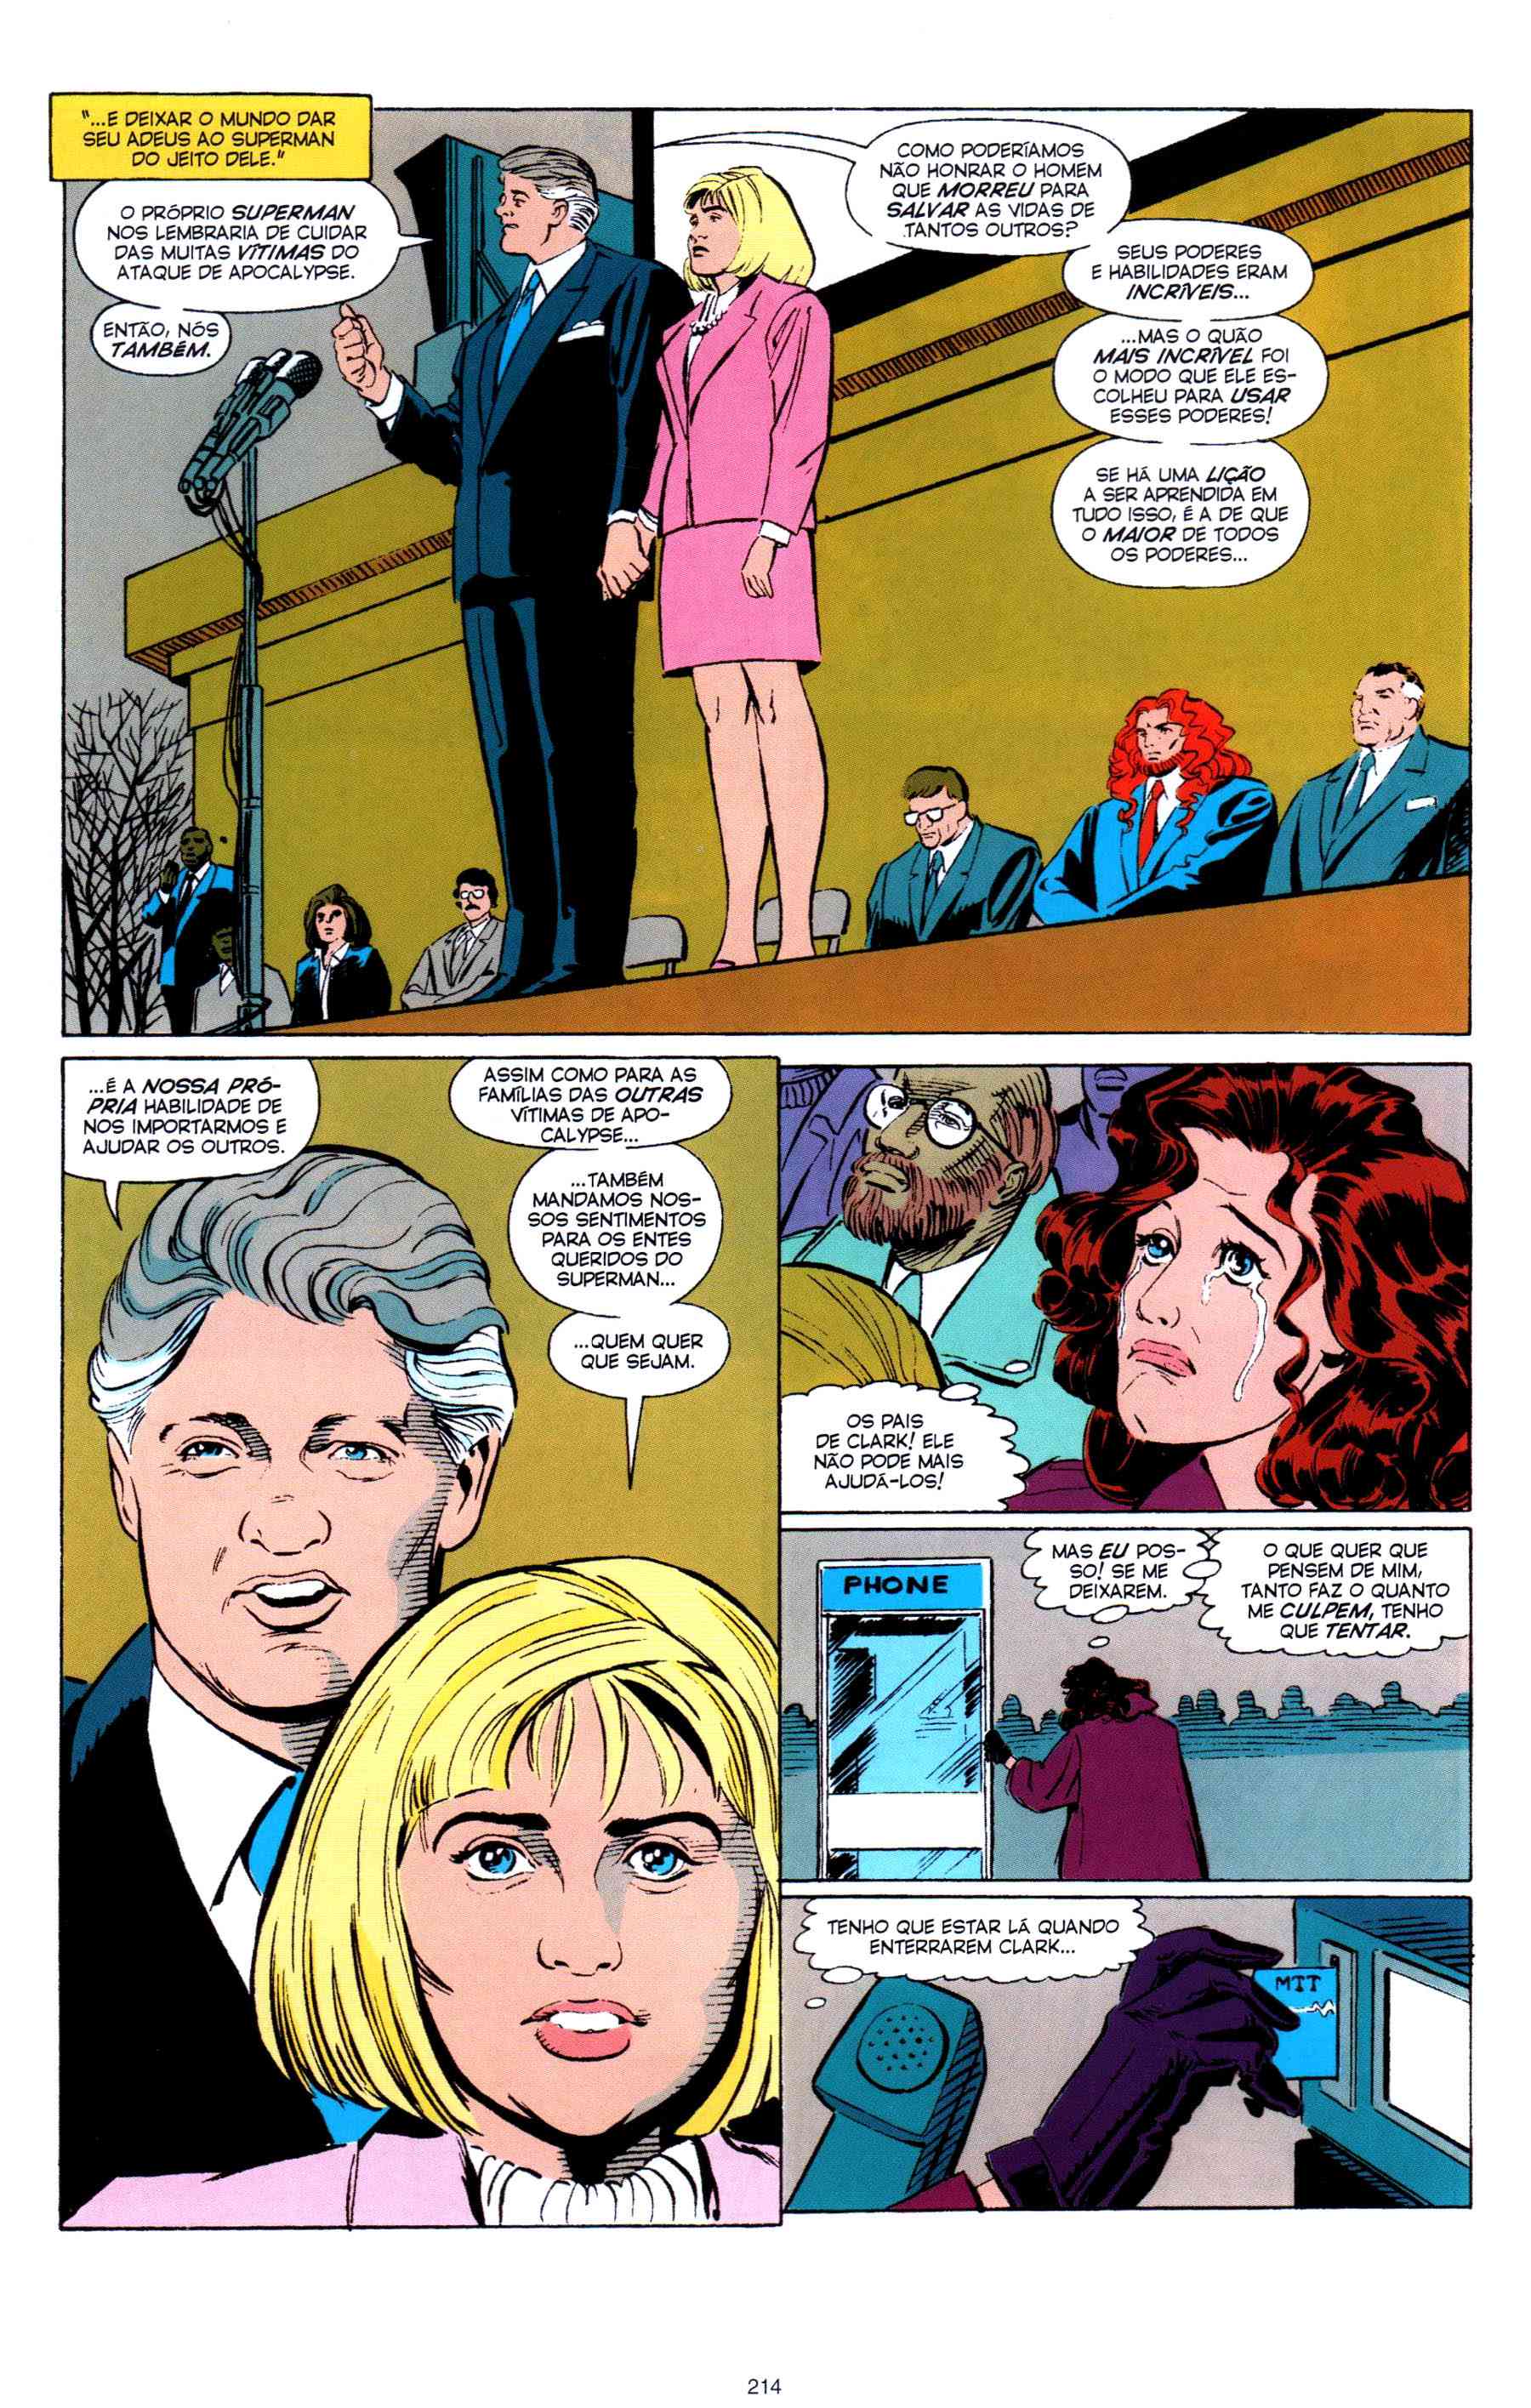 "...E DEIXAR O MUNDO DAR
SEU ADEUS AO SUPERMAN
DO JEITO DELE."
O PRÓPRIO SUPERMAN
NOS LEMBRARIA DE CUIDAR
DAS MUITAS VÍTIMAS DO
ATAQUE DE APOCALYPSE.
ENTÃO, NÓS
TAMBÉM.
COMO PODERÍAMOS
NÃO HONRAR O HOMEM
QUE MORREU PARA
SALVAR AS VIDAS DE
TANTOS OUTROS?
SEUS PODERES
E HABILIDADES ERAM
INCRÍVEIS...
...MAS O QUÃO
MAIS INCRÍVEL FOI
O MODO QUE ELE ES-
COLHEU PARA USAR
ESSES PODERES!
SE HÁ UMA LIÇÃO
A SER APRENDIDA EM
TUDO ISSO, É A DE QUE
O MAIOR DE TODOS
OS PODERES...
...É A NOSSA PRÓ-
PRIA HABILIDADE DE
NOS IMPORTARMOS E
AJUDAR OS OUTROS.
ASSIM COMO PARA AS
FAMÍLIAS DAS OUTRAS
VÍTIMAS DE APO-
CALYPSE...
...TAMBÉM
MANDAMOS NOS-
SOS SENTIMENTOS
PARA OS ENTES
QUERIDOS DO
SUPERMAN...
...QUEM QUER
QUE SEJAM.
OS PAIS
DE CLARK! ELE
NÃO PODE MAIS
AJUDÁ-LOS!
PHONE
MAS EU POS-
SO! SE ME
DEIXAREM.
O QUE QUER QUE
PENSEM DE MIM,
TANTO FAZ O QUANTO
ME CULPEM, TENHO
QUE TENTAR.
TENHO QUE ESTAR LÁ QUANDO
ENTERRAREM CLARK...
MTT
214